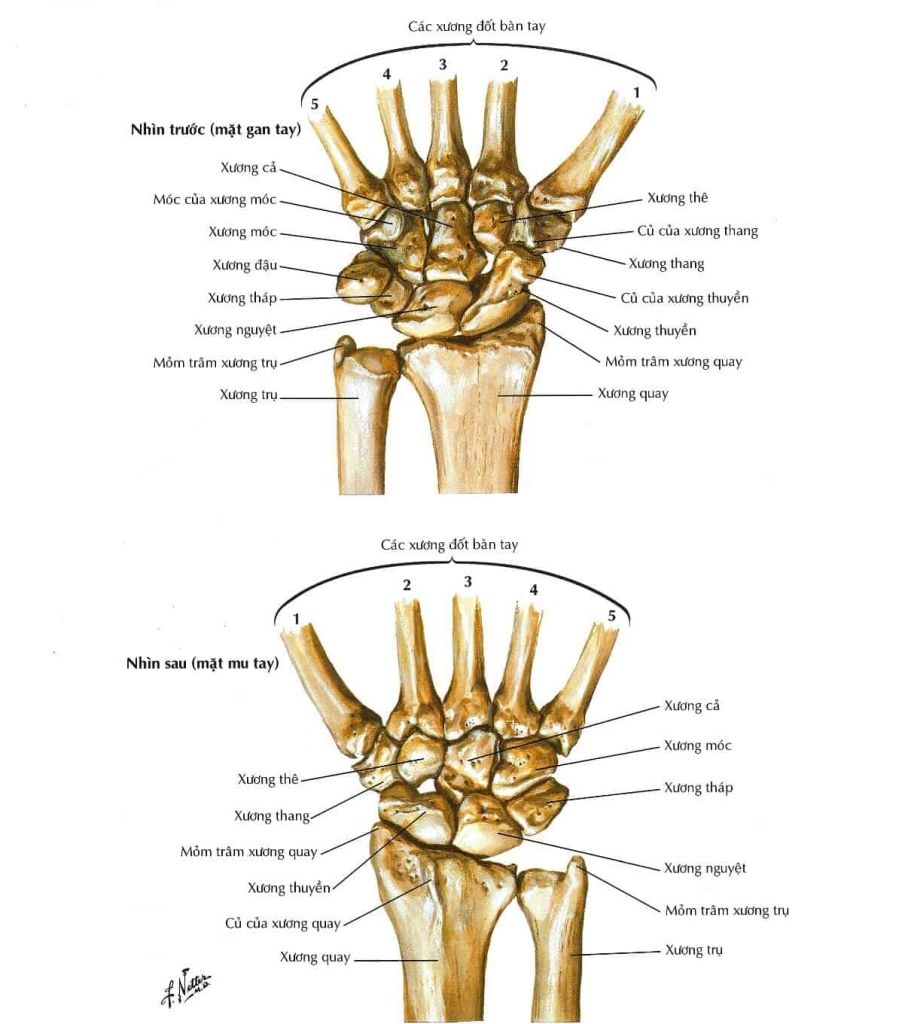 Các xương đốt bàn tay
5
4
3
2
1
Nhìn trước (mặt gan tay)
Xương cả
Móc của xương móc
Xương móc
Xương đậu
Xương tháp
Xương nguyệt
Mỏm trâm xương trụ
Xương trụ
Xương thê
Củ của xương thang
Xương thang
Củ của xương thuyền
Xương thuyền
Mỏm trâm xương quay
Xương quay
Các xương đốt bàn tay
1
2
3
4
5
Nhìn sau (mặt mu tay)
Xương thê
Xương thang
Mỏm trâm xương quay
Xương thuyền
Củ của xương quay
Xương quay
Xương cả
Xương móc
Xương tháp
Xương nguyệt
Mỏm trâm xương trụ
Xương trụ
F. Netter
M.D.